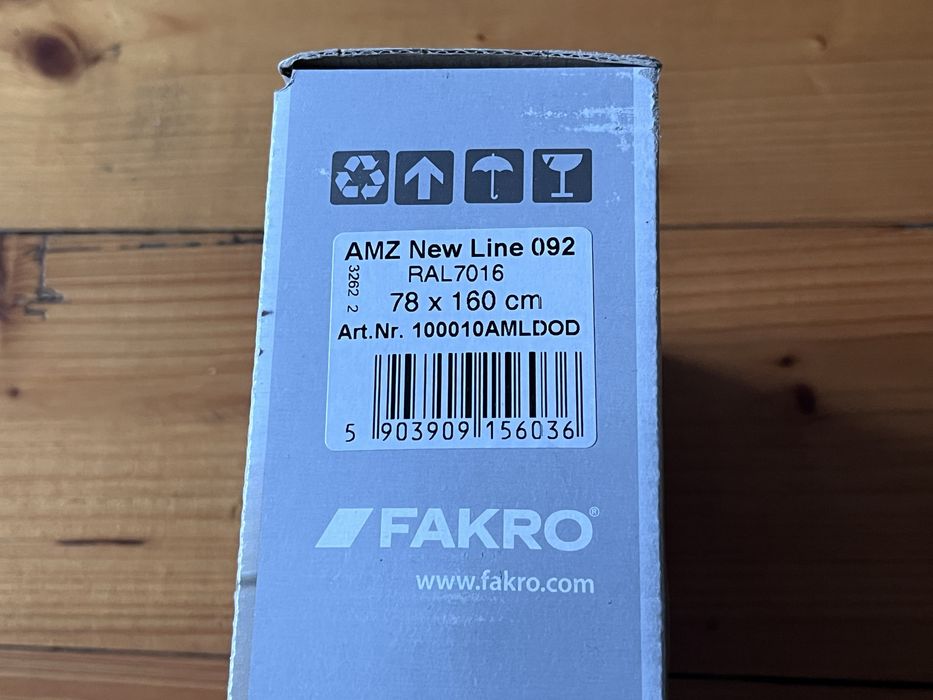 AMZ New Line 092
RAL7016
3262 2
78 x 160 cm
Art.Nr. 100010AMLDOD
5 903909 156036
FAKRO®
www.fakro.com